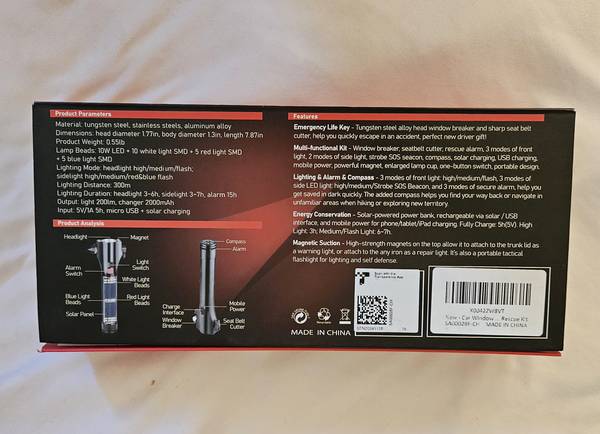 Product Parameters
Material: tungsten steel, stainless steels, aluminum alloy
Dimensions: head diameter 1.77in, body diameter 1.3in, length 7.87in
Product Weight: 0.55lb
Lamp Beads: 10W LED + 10 white light SMD + 5 red light SMD
+ 5 blue light SMD
Lighting Mode: headlight high/medium/flash;
sidelight high/medium/red&blue flash
Lighting Distance: 300m
Lighting Duration: headlight 3~6h, sidelight 3~7h, alarm 15h
Output: light 200lm, changer 2000mAh
Input: 5V/1A 5h, micro USB + solar charging
Product Analysis
Headlight
Magnet
Alarm
Switch
Light
Switch
White Light
Beads
Blue Light
Beads
Red Light
Beads
Solar Panel
Compass
Alarm
Charge
Interface
Mobile
Power
Window
Breaker
Seat Belt
Cutter
Features
Emergency Life Key - Tungsten steel alloy head window breaker and sharp seat belt
cutter, help you quickly escape in an accident, perfect new driver gift!
Multi-functional Kit - Window breaker, seatbelt cutter, rescue alarm, 3 modes of front
light, 2 modes of side light, strobe SOS seacon, compass, solar charging, USB charging,
mobile power, powerful magnet, enlarged lamp cup, one-button switch, portable design.
Lighting & Alarm & Compass - 3 modes of front light: high/medium/flash, 3 modes of
side LED light: high/medium/Strobe SOS Beacon, and 3 modes of secure alarm, help you
get saved in dark quickly. The added compass helps you find your way back or navigate in
unfamiliar areas when hiking or exploring new territory.
Energy Conservation - Solar-powered power bank, rechargeable via solar / USB
interface, and mobile power for phone/tablet/iPad charging. Fully Charge: 5h(5V). High
Light: 3h; Medium/Flash Light: 6~7h.
Magnetic Suction - High-strength magnets on the top allow it to attach to the trunk lid as
a warning light, or attach to the any iron as a repair light. It's also a portable tactical
flashlight for lighting and self defense.
MADE IN CHINA
Scan with the
Transparency App
New - Car Window ... Rescue Kit
MADE IN CHINA